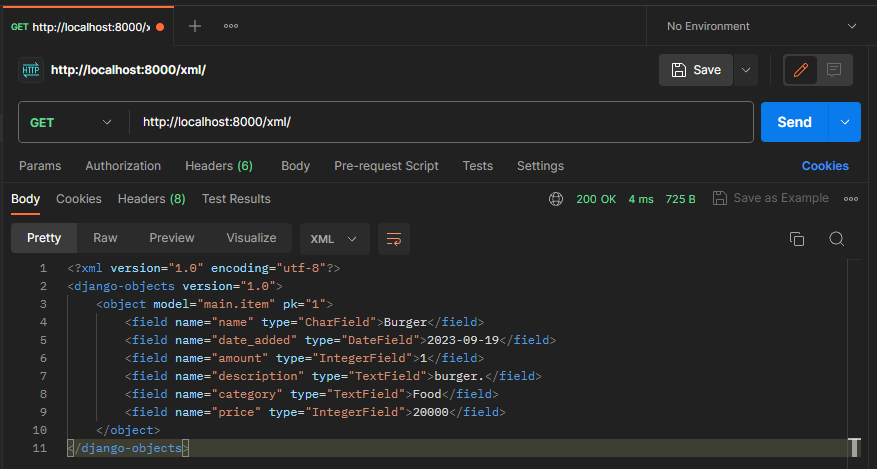 GET http://localhost:8000/x
No Environment
HTTP http://localhost:8000/xml/
Save
GET http://localhost:8000/xml/
Send
Params Authorization Headers (6) Body Pre-request Script Tests Settings Cookies
Body Cookies Headers (8) Test Results 200 OK 4 ms 725 B Save as Example
Pretty Raw Preview Visualize XML
1 <?xml version="1.0" encoding="utf-8"?>
2 <django-objects version="1.0">
3 <object model="main.item" pk="1">
4 <field name="name" type="CharField">Burger</field>
5 <field name="date_added" type="DateField">2023-09-19</field>
6 <field name="amount" type="IntegerField">1</field>
7 <field name="description" type="TextField">burger.</field>
8 <field name="category" type="TextField">Food</field>
9 <field name="price" type="IntegerField">20000</field>
10 </object>
11 </django-objects>